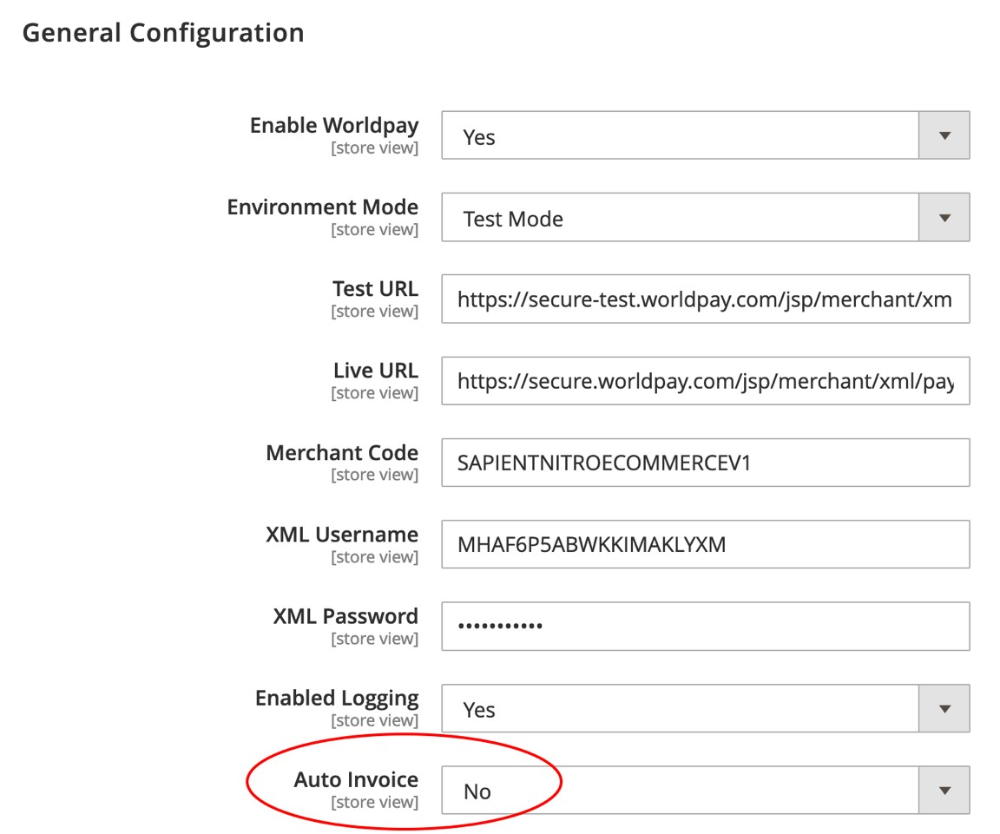 General Configuration
Enable Worldpay
[store view]
Yes
Environment Mode
[store view]
Test Mode
Test URL
[store view]
https://secure-test.worldpay.com/jsp/merchant/xm
Live URL
[store view]
https://secure.worldpay.com/jsp/merchant/xml/pay
Merchant Code
[store view]
SAPIENTNITROECOMMERCEV1
XML Username
[store view]
MHAF6P5ABWKKIMAKLYXM
XML Password
[store view]
•••••••••••
Enabled Logging
[store view]
Yes
Auto Invoice
[store view]
No